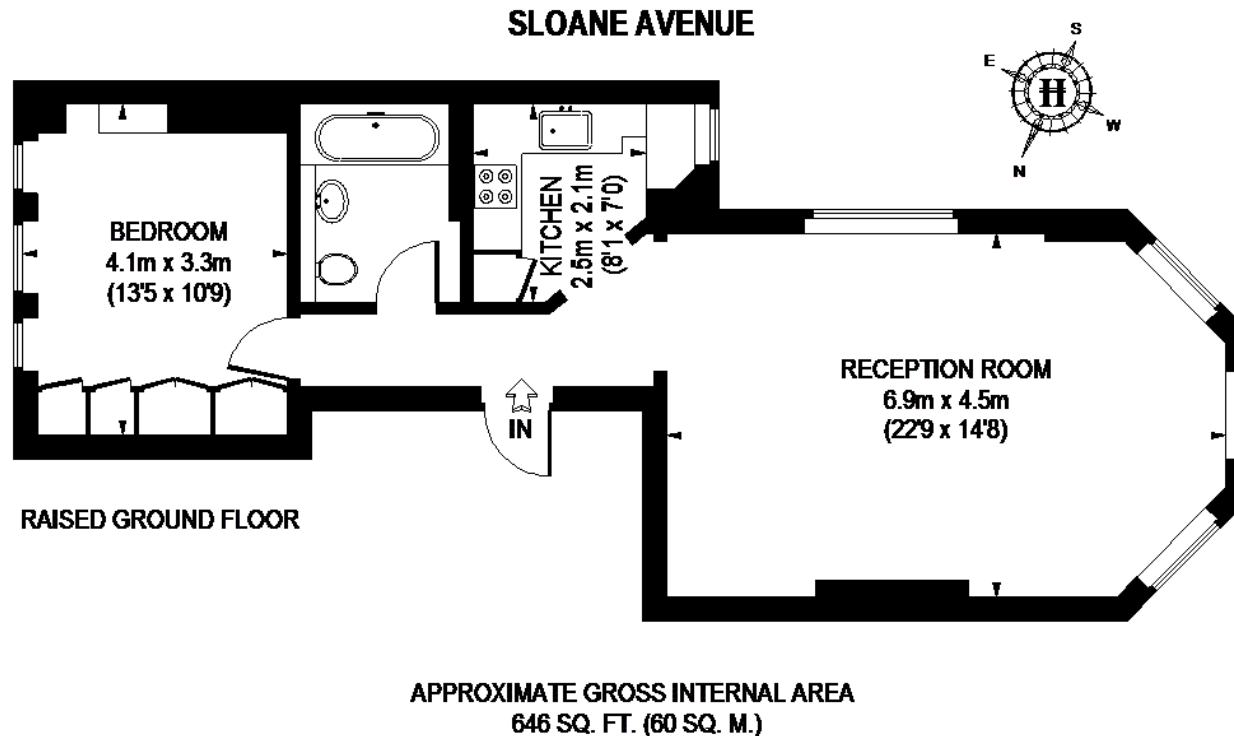 SLOANE AVENUE
S
E
H
W
N
BEDROOM
4.1m x 3.3m
(13'5 x 10'9)
KITCHEN
2.5m x 2.1m
(8'1 x 7'0)
RECEPTION ROOM
6.9m x 4.5m
(22'9 x 14'8)
IN
RAISED GROUND FLOOR
APPROXIMATE GROSS INTERNAL AREA
646 SQ. FT. (60 SQ. M.)